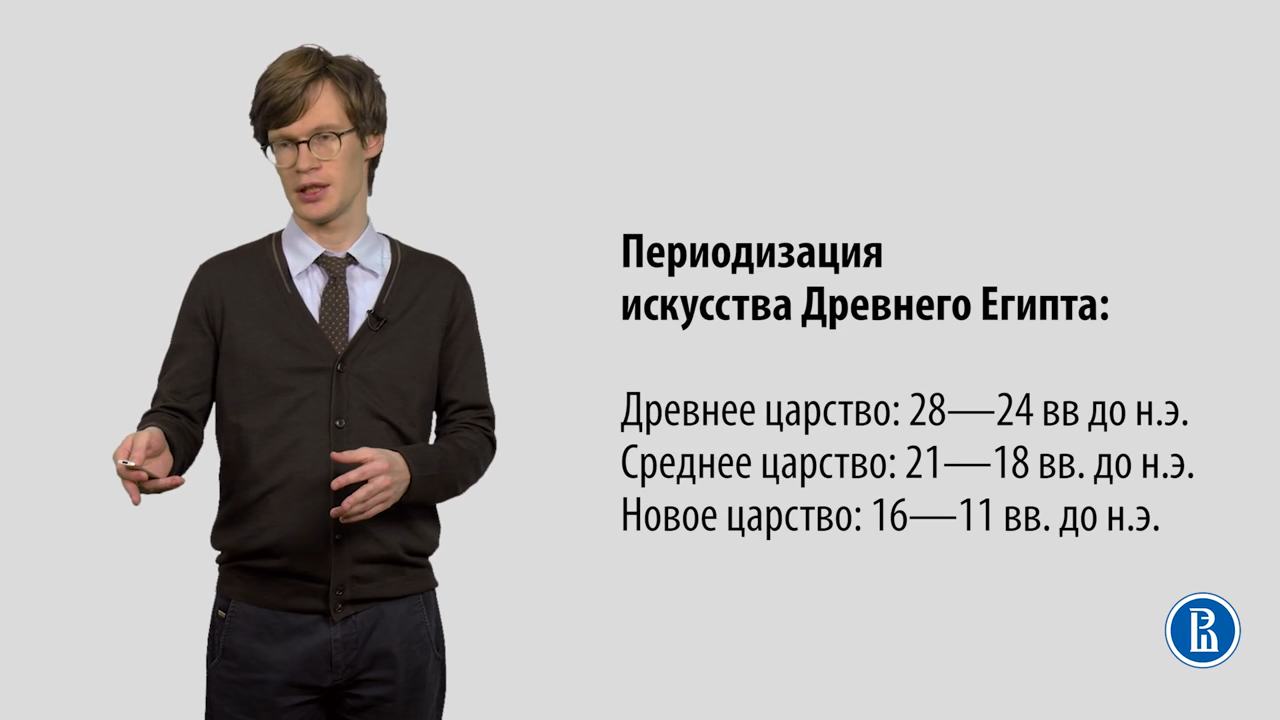 Периодизация
искусства Древнего Египта:
Древнее царство: 28—24 вв до н.э.
Среднее царство: 21—18 вв. до н.э.
Новое царство: 16—11 вв. до н.э.